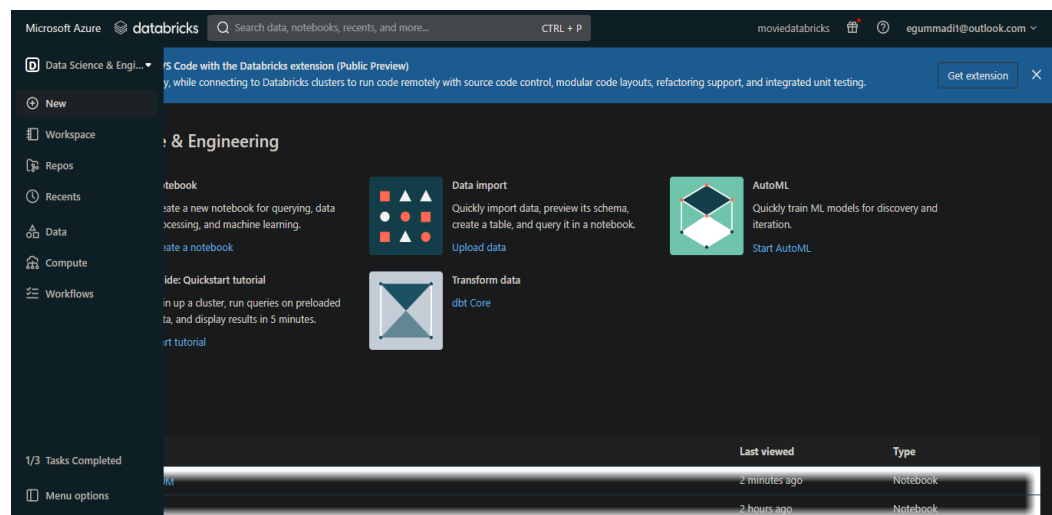 Microsoft Azure databricks Search data, notebooks, recents, and more... CTRL + P moviedatabricks egummadi1@outlook.com
D Data Science & Engi...
VS Code with the Databricks extension (Public Preview)
y, while connecting to Databricks clusters to run code remotely with source code control, modular code layouts, refactoring support, and integrated unit testing.
Get extension
New
Workspace
Repos
Recents
Data
Compute
Workflows
1/3 Tasks Completed
Menu options
e & Engineering
otebook
eate a new notebook for querying, data
ocessing, and machine learning.
eate a notebook
Data import
Quickly import data, preview its schema,
create a table, and query it in a notebook.
Upload data
AutoML
Quickly train ML models for discovery and
iteration.
Start AutoML
ide: Quickstart tutorial
in up a cluster, run queries on preloaded
ta, and display results in 5 minutes.
rt tutorial
Transform data
dbt Core
Last viewed Type
2 minutes ago Notebook
2 hours ago Notebook